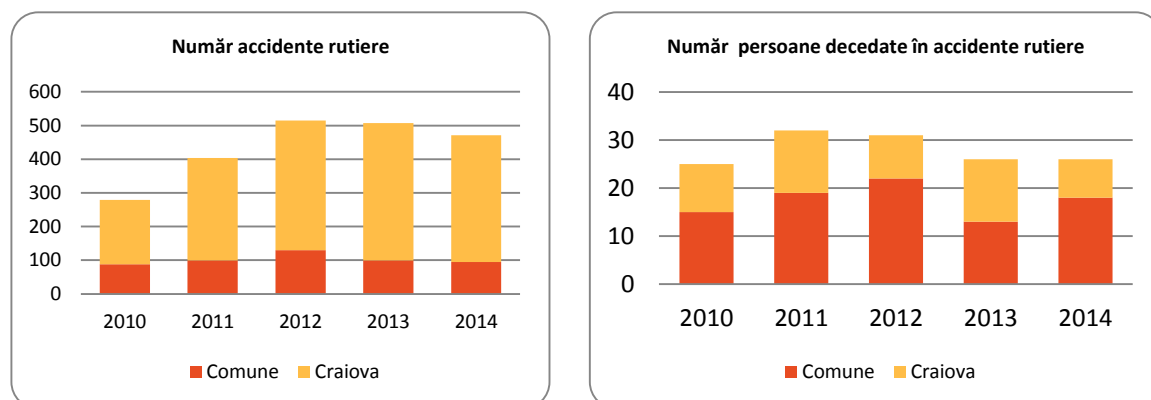 Număr accidente rutiere
600
500
400
300
200
100
0
2010 2011 2012 2013 2014
Comune Craiova
Număr persoane decedate în accidente rutiere
40
30
20
10
0
2010 2011 2012 2013 2014
Comune Craiova